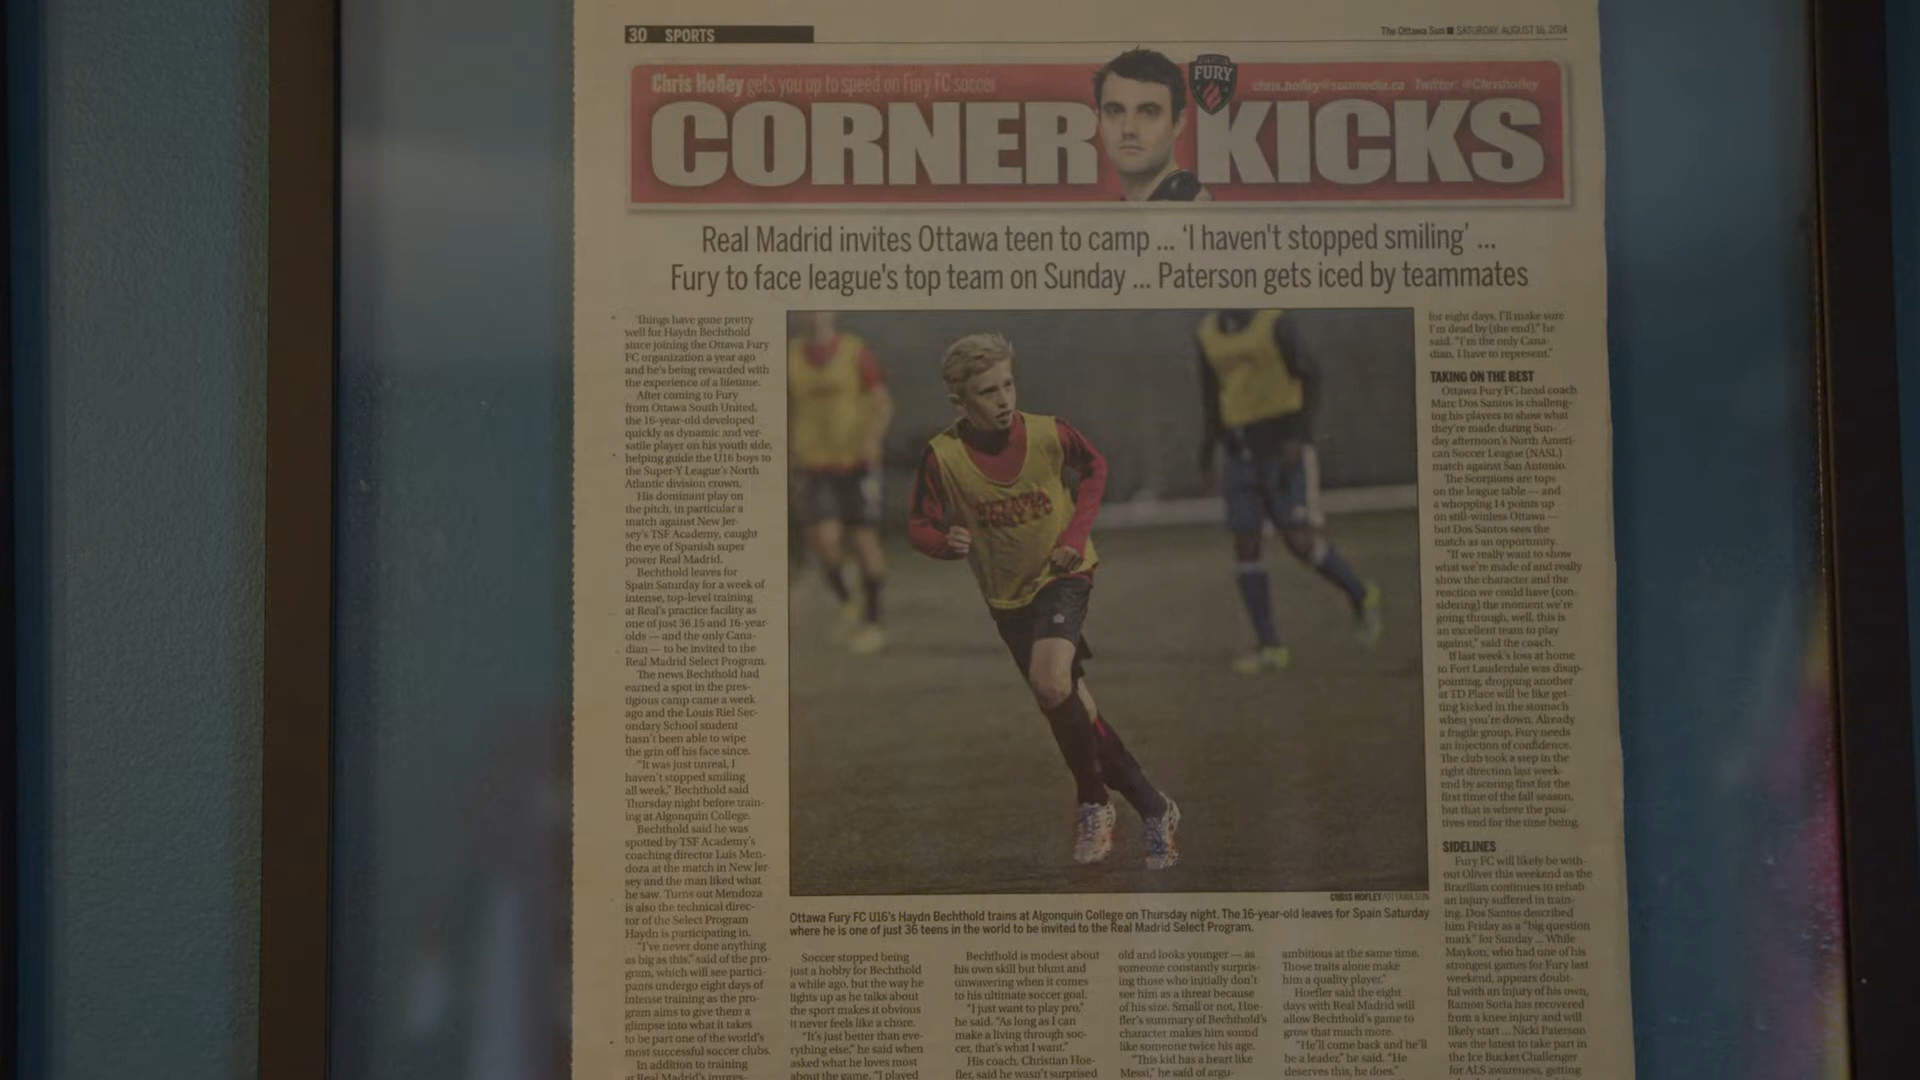 30 SPORTS
The Ottawa Sun ■ SATURDAY, AUGUST 16, 2014
Chris Hofley gets you up to speed on Fury FC soccer
FURY
chris.hofley@sunmedia.ca Twitter: @Chrishofley
CORNER KICKS
Real Madrid invites Ottawa teen to camp ... 'I haven't stopped smiling' ...
Fury to face league's top team on Sunday ... Paterson gets iced by teammates
Things have gone pretty
well for Haydn Bechthold
since joining the Ottawa Fury
FC organization a year ago
and he's being rewarded with
the experience of a lifetime.
After coming to Fury
from Ottawa South United,
the 16-year-old developed
quickly as dynamic and ver-
satile player on his youth side,
helping guide the U16 boys to
the Super-Y League's North
Atlantic division crown.
His dominant play on
the pitch, in particular a
match against New Jer-
sey's TSF Academy, caught
the eye of Spanish super
power Real Madrid.
Bechthold leaves for
Spain Saturday for a week of
intense, top-level training
at Real's practice facility as
one of just 36 15 and 16-year-
olds — and the only Cana-
dian — to be invited to the
Real Madrid Select Program.
The news Bechthold had
earned a spot in the pres-
tigious camp came a week
ago and the Louis Riel Sec-
ondary School student
hasn't been able to wipe
the grin off his face since.
"It was just unreal, I
haven't stopped smiling
all week," Bechthold said
Thursday night before train-
ing at Algonquin College.
Bechthold said he was
spotted by TSF Academy's
coaching director Luis Men-
doza at the match in New Jer-
sey and the man liked what
he saw. Turns out Mendoza
is also the technical direc-
tor of the Select Program
Haydn is participating in.
"I've never done anything
as big as this," said of the pro-
gram, which will see partici-
pants undergo eight days of
intense training as the pro-
gram aims to give them a
glimpse into what it takes
to be part of one of the world's
most successful soccer clubs.
In addition to training
at Real Madrid's impres-
CHRIS HOFLEY/OTTAWA SUN
Ottawa Fury FC U16's Haydn Bechthold trains at Algonquin College on Thursday night. The 16-year-old leaves for Spain Saturday
where he is one of just 36 teens in the world to be invited to the Real Madrid Select Program.
Soccer stopped being
just a hobby for Bechthold
a while ago, but the way he
lights up as he talks about
the sport makes it obvious
it never feels like a chore.
"It's just better than eve-
rything else," he said when
asked what he loves most
about the game. "I played
Bechthold is modest about
his own skill but blunt and
unwavering when it comes
to his ultimate soccer goal.
"I just want to play pro,"
he said. "As long as I can
make a living through soc-
cer, that's what I want."
His coach, Christian Hoe-
fler, said he wasn't surprised
old and looks younger — as
someone constantly surpris-
ing those who initially don't
see him as a threat because
of his size. Small or not, Hoe-
fler's summary of Bechthold's
character makes him sound
like someone twice his age.
"This kid has a heart like
Messi," he said of argu-
ambitious at the same time.
Those traits alone make
him a quality player."
Hoefler said the eight
days with Real Madrid will
allow Bechthold's game to
grow that much more.
"He'll come back and he'll
be a leader," he said. "He
deserves this, he does."
for eight days. I'll make sure
I'm dead by (the end)," he
said. "I'm the only Cana-
dian, I have to represent."
TAKING ON THE BEST
Ottawa Fury FC head coach
Marc Dos Santos is challeng-
ing his players to show what
they're made during Sun-
day afternoon's North Ameri-
can Soccer League (NASL)
match against San Antonio.
The Scorpions are tops
on the league table — and
a whopping 14 points up
on still-winless Ottawa —
but Dos Santos sees the
match as an opportunity.
"If we really want to show
what we're made of and really
show the character and the
reaction we could have (con-
sidering) the moment we're
going through, well, this is
an excellent team to play
against," said the coach.
If last week's loss at home
to Fort Lauderdale was disap-
pointing, dropping another
at TD Place will be like get-
ting kicked in the stomach
when you're down. Already
a fragile group, Fury needs
an injection of confidence.
The club took a step in the
right direction last week-
end by scoring first for the
first time of the fall season,
but that is where the posi-
tives end for the time being.
SIDELINES
Fury FC will likely be with-
out Oliver this weekend as the
Brazilian continues to rehab
an injury suffered in train-
ing. Dos Santos described
him Friday as a "big question
mark" for Sunday ... While
Maykon, who had one of his
strongest games for Fury last
weekend, appears doubt-
ful with an injury of his own,
Ramon Soria has recovered
from a knee injury and will
likely start ... Nicki Paterson
was the latest to take part in
the Ice Bucket Challenger
for ALS awareness, getting